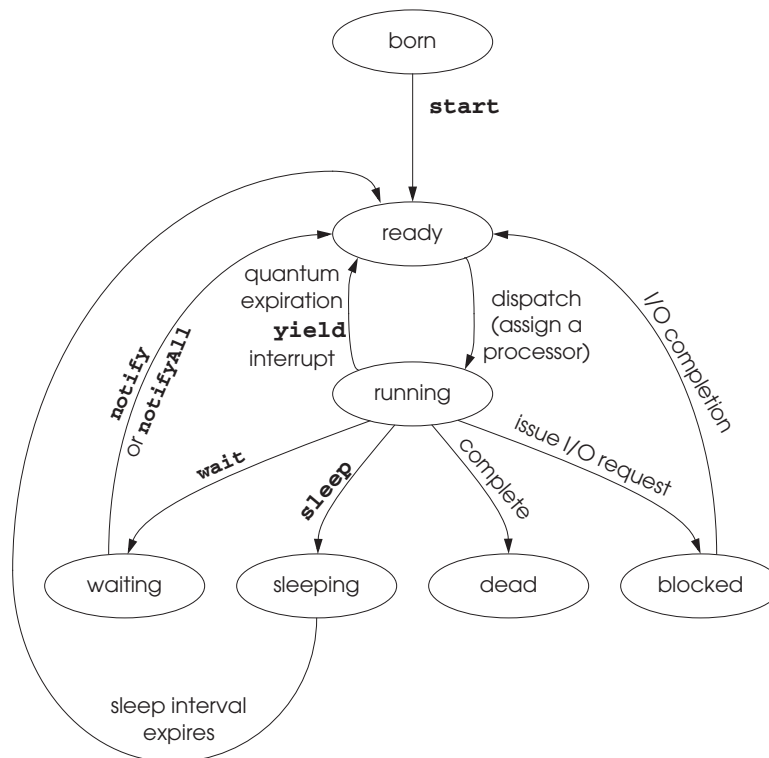 born
start
ready
quantum
expiration
yield
interrupt
dispatch
(assign a
processor)
running
notify
or notifyAll
I/O completion
wait
sleep
complete
issue I/O request
waiting
sleeping
dead
blocked
sleep interval
expires